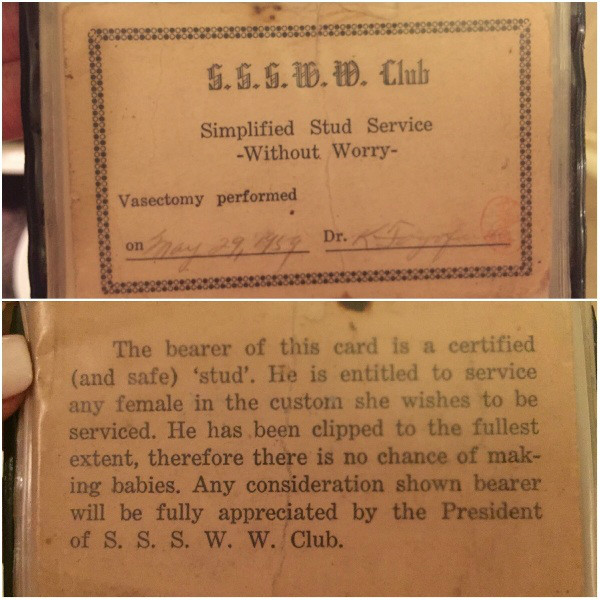 S. S. S. W. W. Club
Simplified Stud Service
-Without Worry-
Vasectomy performed
on May 29, 1959 Dr. K.
The bearer of this card is a certified
(and safe) 'stud'. He is entitled to service
any female in the custom she wishes to be
serviced. He has been clipped to the fullest
extent, therefore there is no chance of mak-
ing babies. Any consideration shown bearer
will be fully appreciated by the President
of S. S. S. W. W. Club.